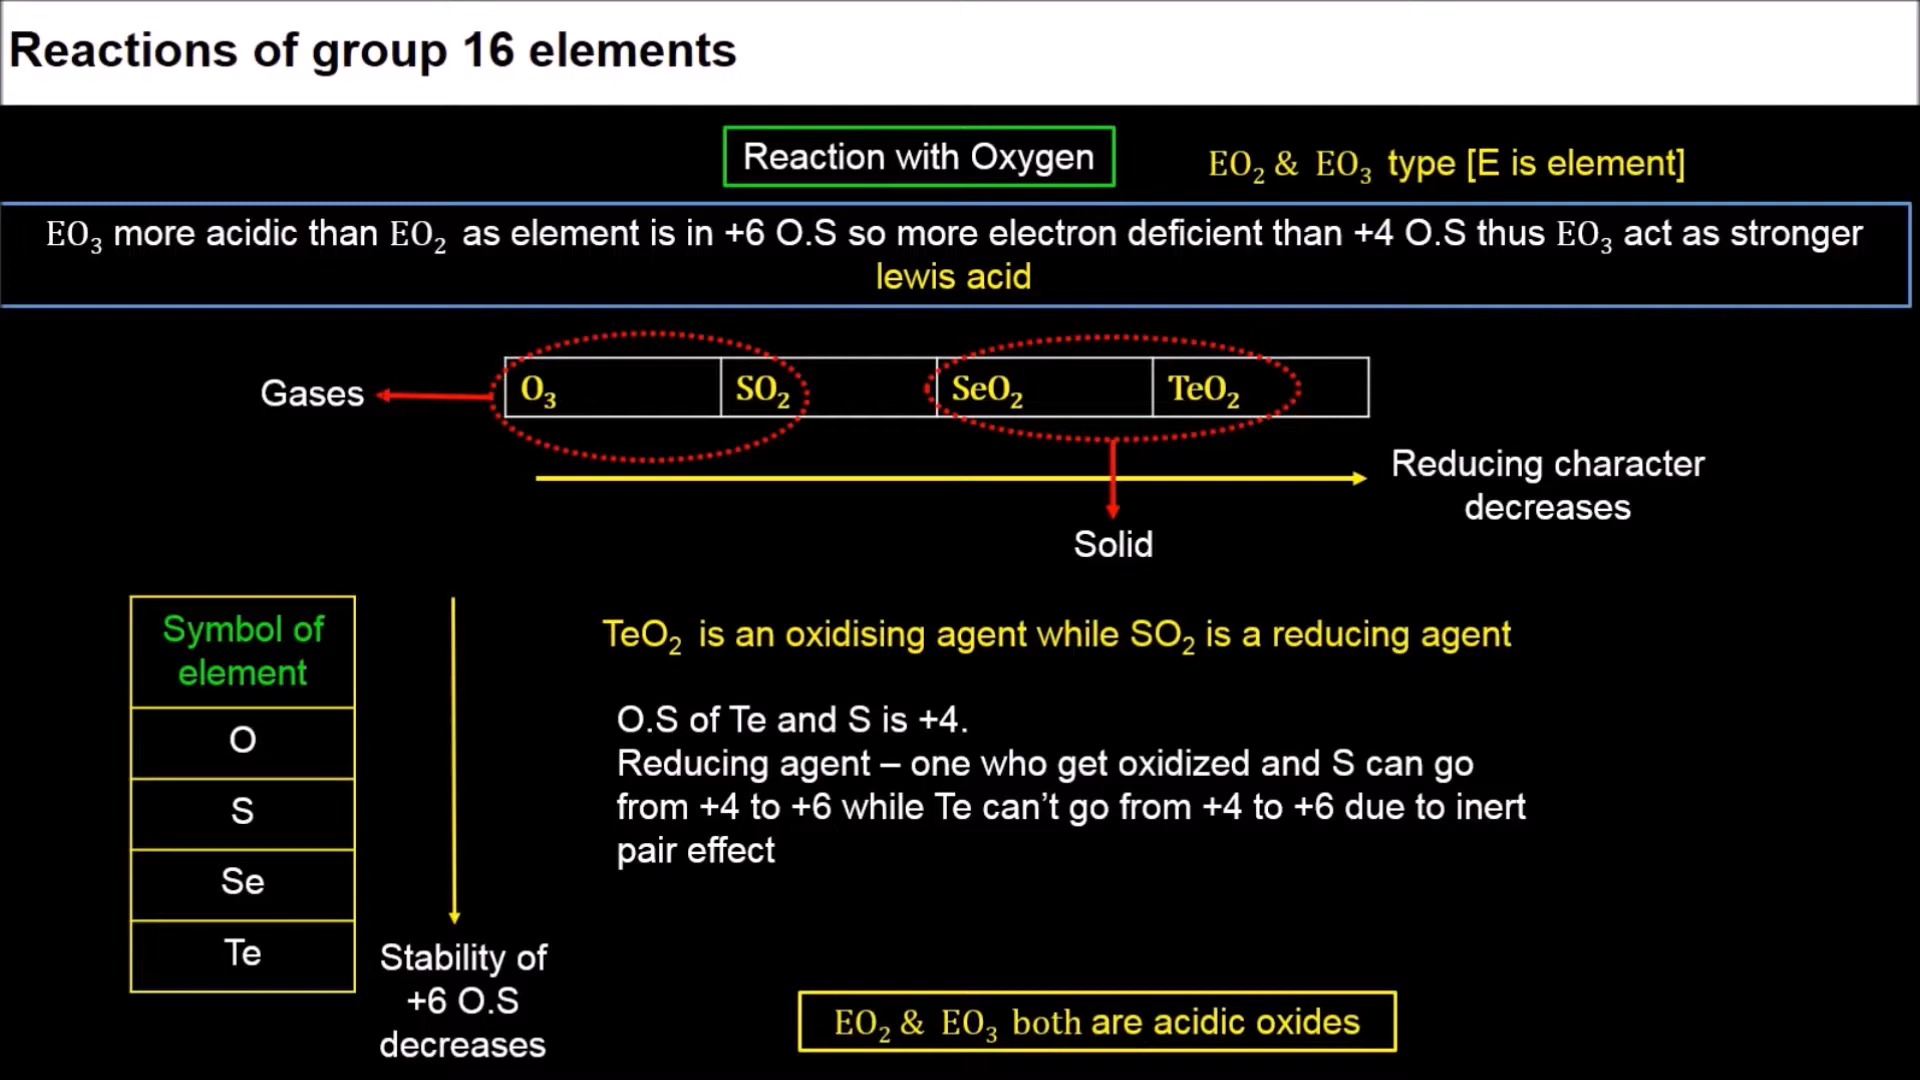 Reactions of group 16 elements
Reaction with Oxygen
EO₂ & EO₃ type [E is element]
EO₃ more acidic than EO₂ as element is in +6 O.S so more electron deficient than +4 O.S thus EO₃ act as stronger
lewis acid
Gases
O₃
SO₂
SeO₂
TeO₂
Reducing character
decreases
Solid
Symbol of
element
O
S
Se
Te
Stability of
+6 O.S
decreases
TeO₂ is an oxidising agent while SO₂ is a reducing agent
O.S of Te and S is +4.
Reducing agent – one who get oxidized and S can go
from +4 to +6 while Te can’t go from +4 to +6 due to inert
pair effect
EO₂ & EO₃ both are acidic oxides